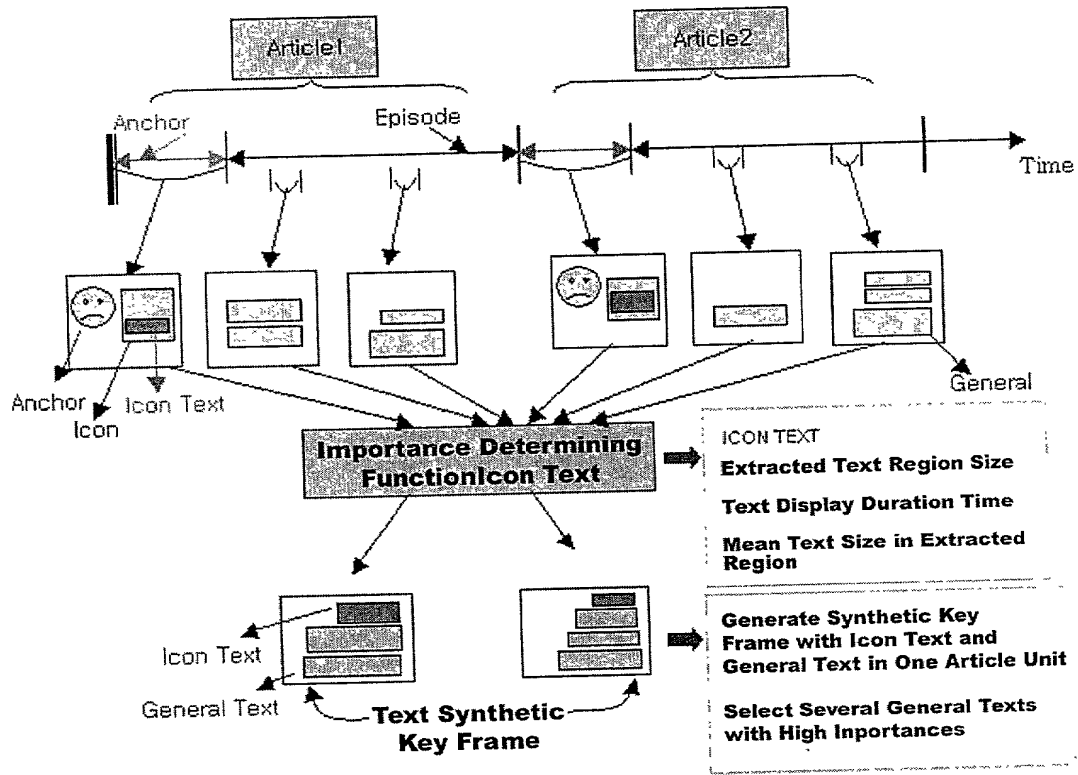 Article1
Article2
Anchor
Episode
Time
Anchor
Icon
Icon Text
General
Importance Determining
FunctionIcon Text
ICON TEXT
Extracted Text Region Size
Text Display Duration Time
Mean Text Size in Extracted
Region
Icon Text
General Text
Text Synthetic
Key Frame
Generate Synthetic Key
Frame with Icon Text and
General Text in One Article Unit
Select Several General Texts
with High Inportances